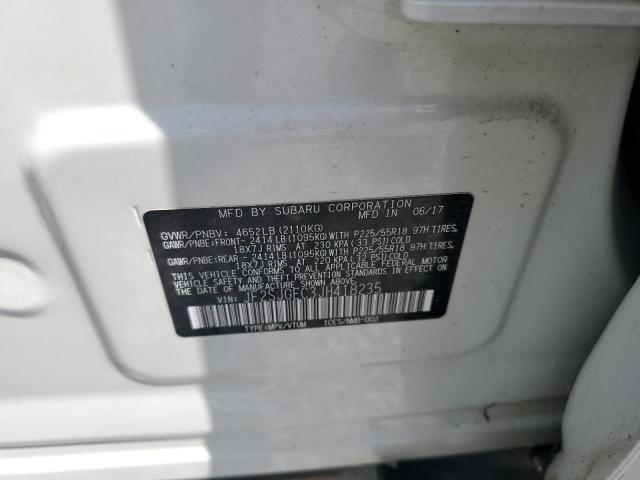 MFD BY SUBARU CORPORATION MFD IN 06/17
GVWR/PNBV: 4652LB(2110KG)
GAWR/PNBE:FRONT- 2414LB(1095KG)WITH P225/55R18 97H TIRES,
18X7J RIMS AT 230 KPA(33 PSI)COLD
GAWR/PNBE:REAR- 2414LB(1095KG)WITH P225/55R18 97H TIRES,
18X7J RIMS AT 220 KPA(32 PSI)COLD
THIS VEHICLE CONFORMS TO ALL APPLICABLE FEDERAL MOTOR
VEHICLE SAFETY, BUMPER, AND THEFT PREVENTION STANDARDS
IN EFFECT ON THE DATE OF MANUFACTURE SHOWN ABOVE.
VIN: JF2SJGEC3JH418235
TYPE:MPV/VTUM ICES/NMB-002